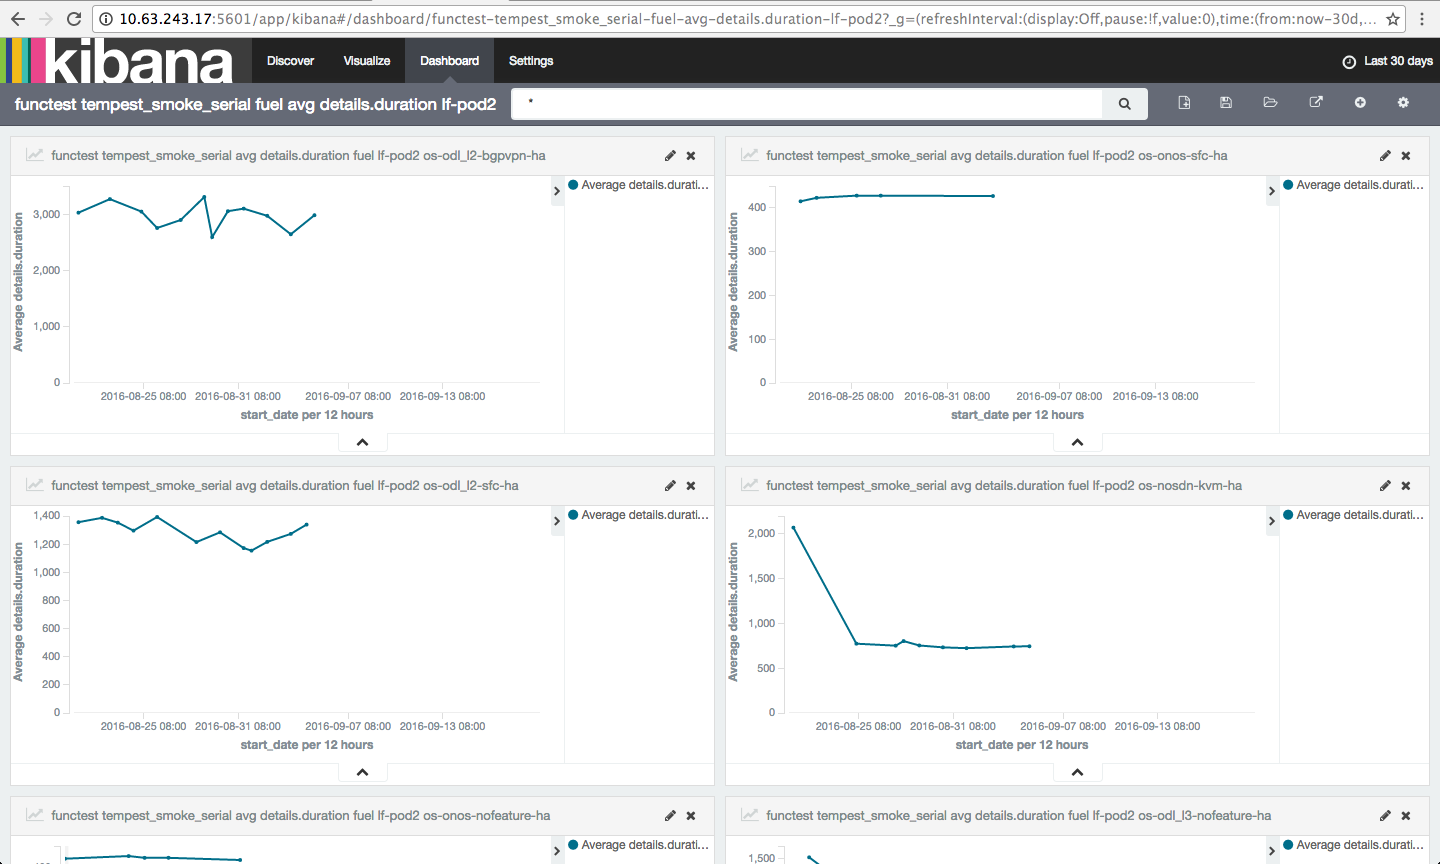 10.63.243.17:5601/app/kibana#/dashboard/functest-tempest_smoke_serial-fuel-avg-details.duration-lf-pod2?_g=(refreshInterval:(display:Off,pause:!f,value:0),time:(from:now-30d,...
kibana
Discover
Visualize
Dashboard
Settings
Last 30 days
functest tempest_smoke_serial fuel avg details.duration lf-pod2
*
functest tempest_smoke_serial avg details.duration fuel lf-pod2 os-odl_l2-bgpvpn-ha
Average details.durati...
Average details.duration
3,000
2,000
1,000
0
2016-08-25 08:00
2016-08-31 08:00
2016-09-07 08:00
2016-09-13 08:00
start_date per 12 hours
functest tempest_smoke_serial avg details.duration fuel lf-pod2 os-onos-sfc-ha
Average details.durati...
Average details.duration
400
300
200
100
0
2016-08-25 08:00
2016-08-31 08:00
2016-09-07 08:00
2016-09-13 08:00
start_date per 12 hours
functest tempest_smoke_serial avg details.duration fuel lf-pod2 os-odl_l2-sfc-ha
Average details.durati...
Average details.duration
1,400
1,200
1,000
800
600
400
200
0
2016-08-25 08:00
2016-08-31 08:00
2016-09-07 08:00
2016-09-13 08:00
start_date per 12 hours
functest tempest_smoke_serial avg details.duration fuel lf-pod2 os-nosdn-kvm-ha
Average details.durati...
Average details.duration
2,000
1,500
1,000
500
0
2016-08-25 08:00
2016-08-31 08:00
2016-09-07 08:00
2016-09-13 08:00
start_date per 12 hours
functest tempest_smoke_serial avg details.duration fuel lf-pod2 os-onos-nofeature-ha
Average details.durati...
functest tempest_smoke_serial avg details.duration fuel lf-pod2 os-odl_l3-nofeature-ha
Average details.durati...
1,500